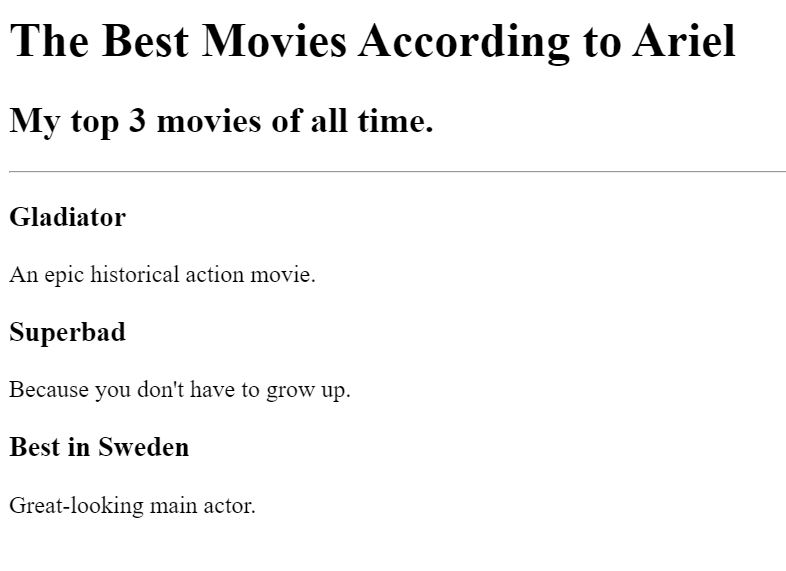 The Best Movies According to Ariel
My top 3 movies of all time.
Gladiator
An epic historical action movie.
Superbad
Because you don't have to grow up.
Best in Sweden
Great-looking main actor.